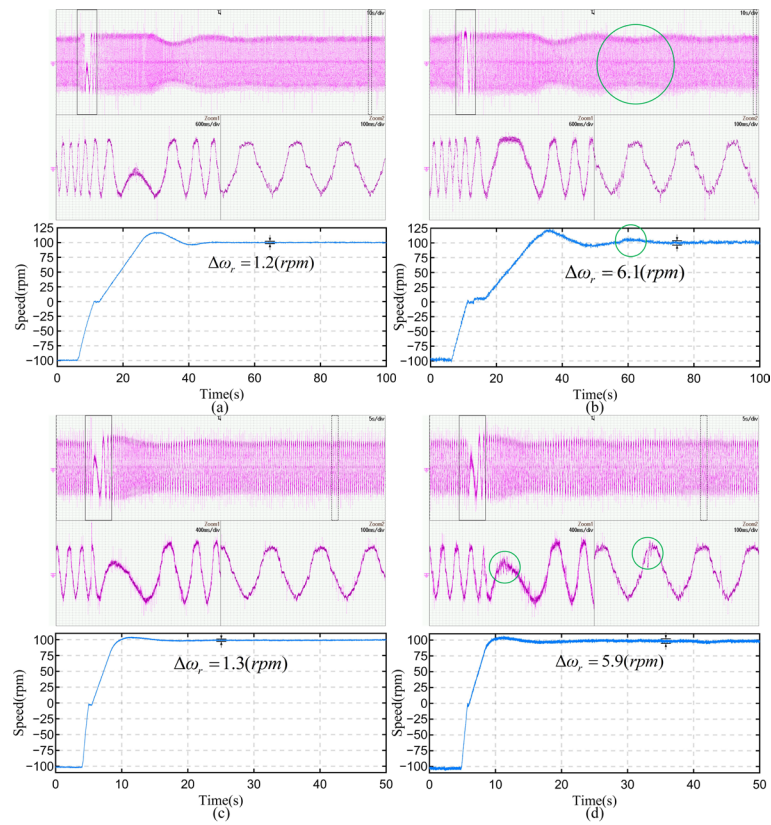 10s/div
10s/div
Zoom1
Zoom2
600ms/div
100ms/div
Zoom1
Zoom2
600ms/div
100ms/div
125
100
75
50
25
0
−25
−50
−75
−100
Speed(rpm)
Δωr = 1.2(rpm)
0
20
40
60
80
100
Time(s)
(a)
125
100
75
50
25
0
−25
−50
−75
−100
Speed(rpm)
Δωr = 6.1(rpm)
0
20
40
60
80
100
Time(s)
(b)
5s/div
5s/div
Zoom1
Zoom2
400ms/div
100ms/div
Zoom1
Zoom2
400ms/div
100ms/div
100
75
50
25
0
−25
−50
−75
−100
Speed(rpm)
Δωr = 1.3(rpm)
0
10
20
30
40
50
Time(s)
(c)
100
75
50
25
0
−25
−50
−75
−100
Speed(rpm)
Δωr = 5.9(rpm)
0
10
20
30
40
50
Time(s)
(d)